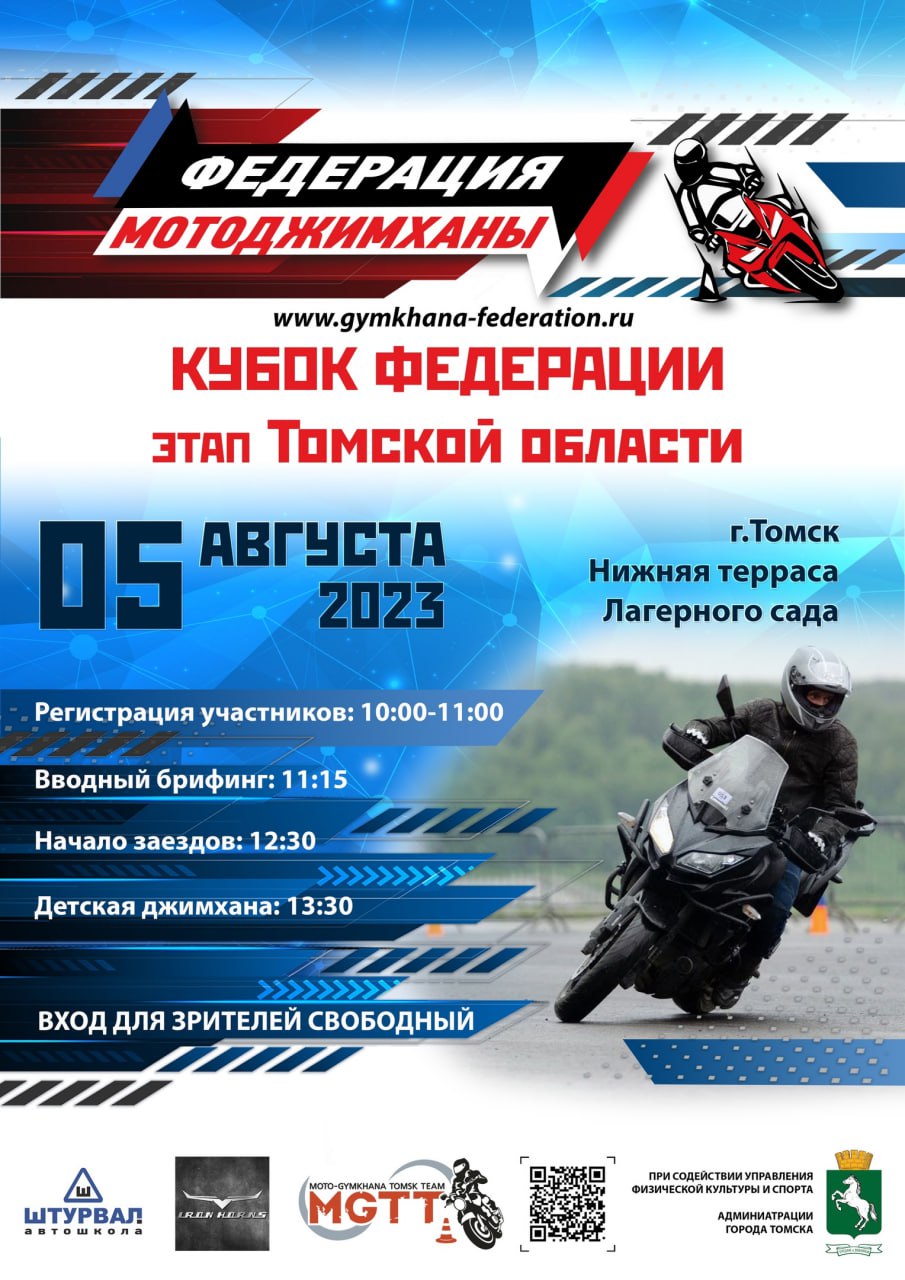 ФЕДЕРАЦИЯ
МОТОДЖИМХАНЫ
www.gymkhana-federation.ru
КУБОК ФЕДЕРАЦИИ
ЭТАП ТОМСКОЙ ОБЛАСТИ
05 АВГУСТА
2023
г.Томск
Нижняя терраса
Лагерного сада
Регистрация участников: 10:00-11:00
Вводный брифинг: 11:15
Начало заездов: 12:30
Детская джимхана: 13:30
ВХОД ДЛЯ ЗРИТЕЛЕЙ СВОБОДНЫЙ
Ш
ШТУРВАЛ
автошкола
IRON HORNS
MOTO-GYMKHANA TOMSK TEAM
MGTT
ПРИ СОДЕЙСТВИИ УПРАВЛЕНИЯ
ФИЗИЧЕСКОЙ КУЛЬТУРЫ И СПОРТА
АДМИНИАТРАЦИИ
ГОРОДА ТОМСКА